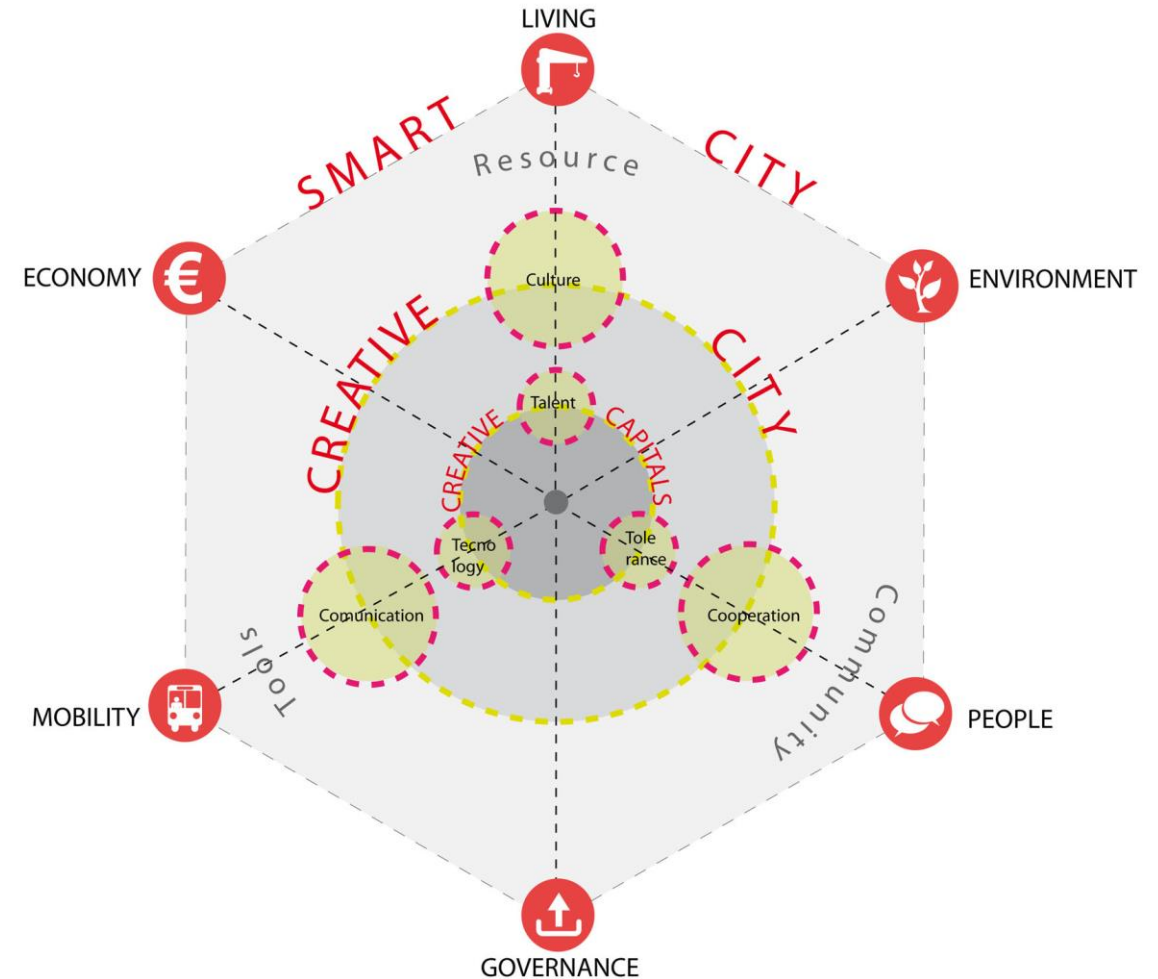 LIVING
SMART CITY
Resource
ECONOMY
€
ENVIRONMENT
Culture
CREATIVE CITY
Talent
CREATIVE CAPITALS
Tecno
logy
Tole
rance
Comunication
Cooperation
Tools
Community
MOBILITY
PEOPLE
GOVERNANCE